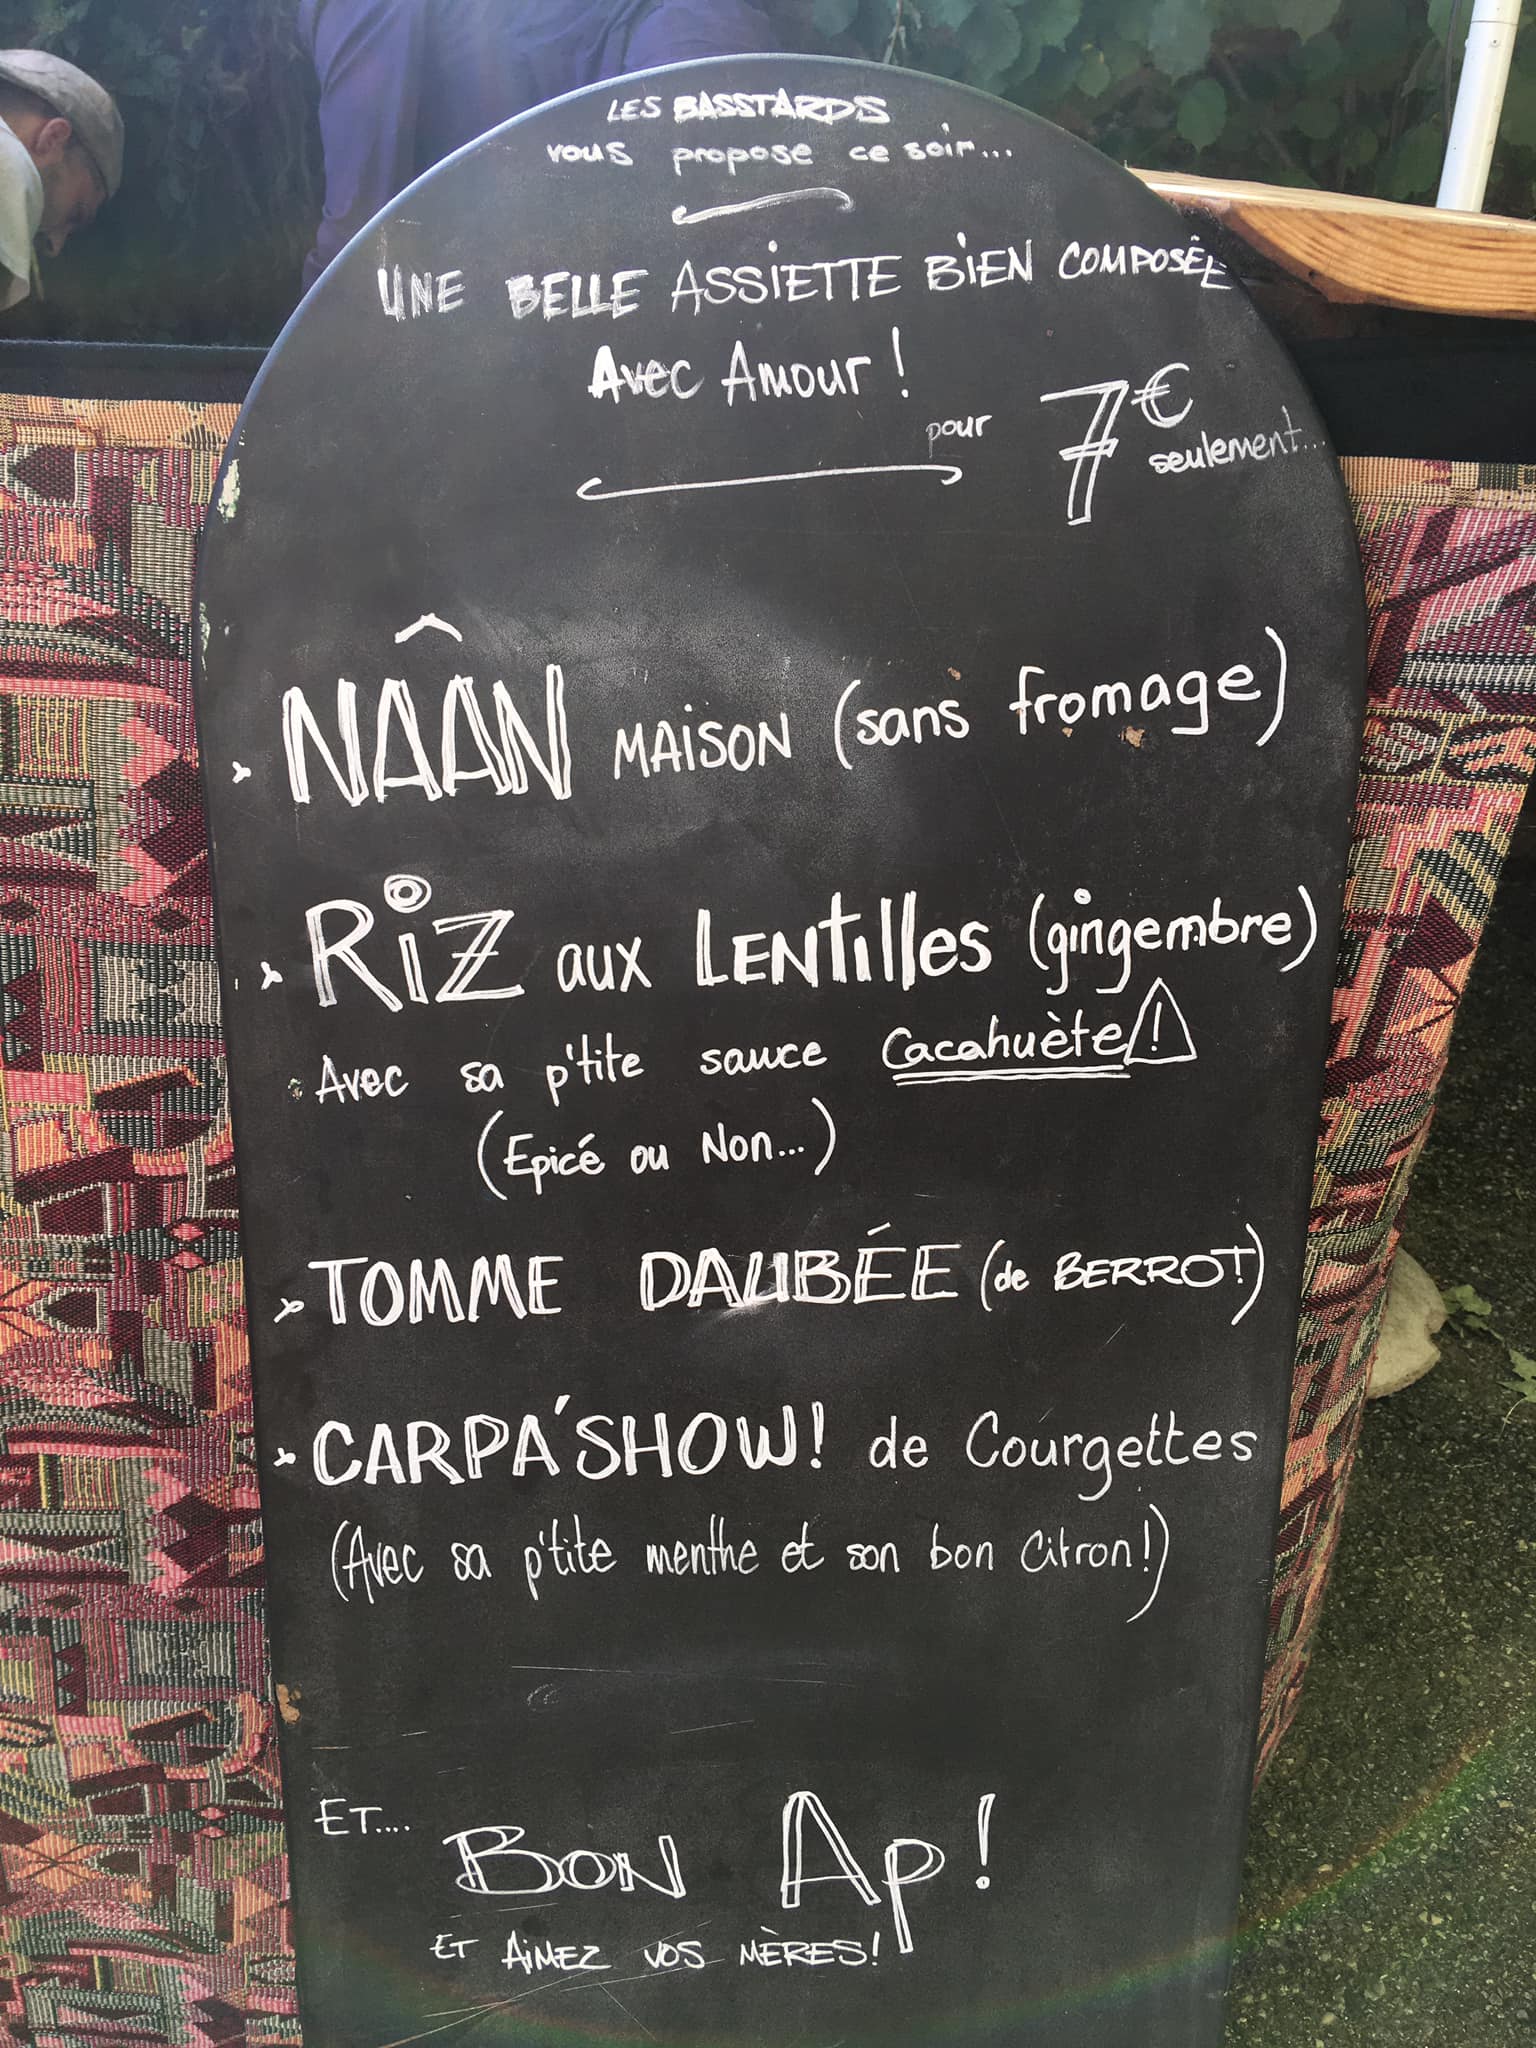 LES BASSTARDS
vous propose ce soir...
UNE BELLE ASSIETTE BIEN COMPOSÉE
Avec Amour !
pour 7€
seulement...
NÂAN MAISON (sans fromage)
RIZ aux LENTILLES (gingembre)
Avec sa p'tite sauce Cacahuète !
(Epicé ou Non...)
TOMME DAUBÉE (de BERROT)
CARPA'SHOW! de Courgettes
(Avec sa p'tite menthe et son bon Citron!)
ET....
BON Ap!
ET AIMEZ VOS MÈRES!